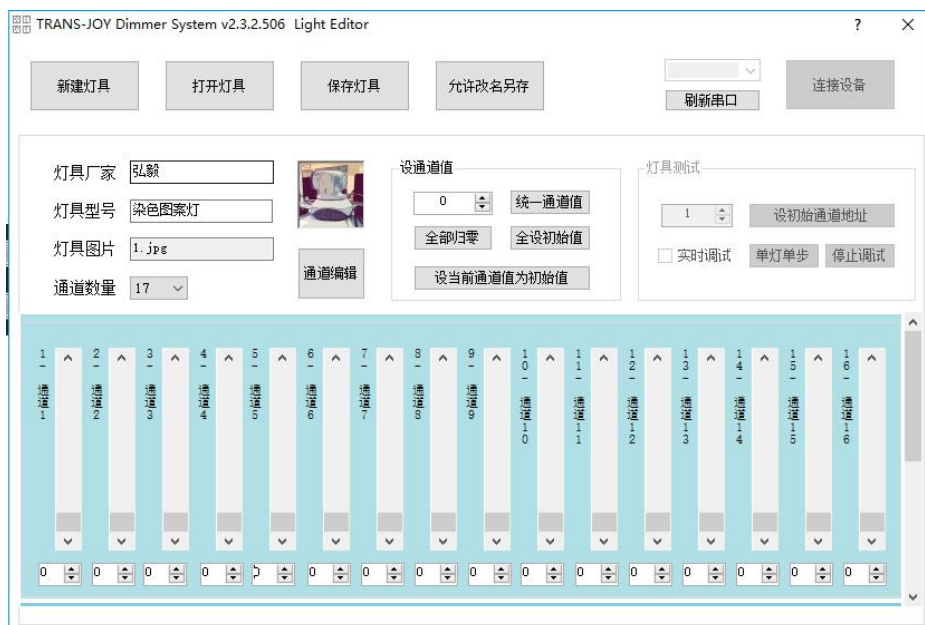 TRANS-JOY Dimmer System v2.3.2.506 Light Editor
新建灯具 打开灯具 保存灯具 允许改名另存 刷新串口 连接设备
灯具厂家 弘毅
灯具型号 染色图案灯
灯具图片 1.jpg
通道数量 17
通道编辑
设通道值
0 统一通道值
全部归零 全设初始值
设当前通道值为初始值
灯具测试
1 设初始通道地址
实时调试 单灯单步 停止调试
1-通道1
2-通道2
3-通道3
4-通道4
5-通道5
6-通道6
7-通道7
8-通道8
9-通道9
10-通道10
11-通道11
12-通道12
13-通道13
14-通道14
15-通道15
16-通道16
0 0 0 0 0 0 0 0 0 0 0 0 0 0 0